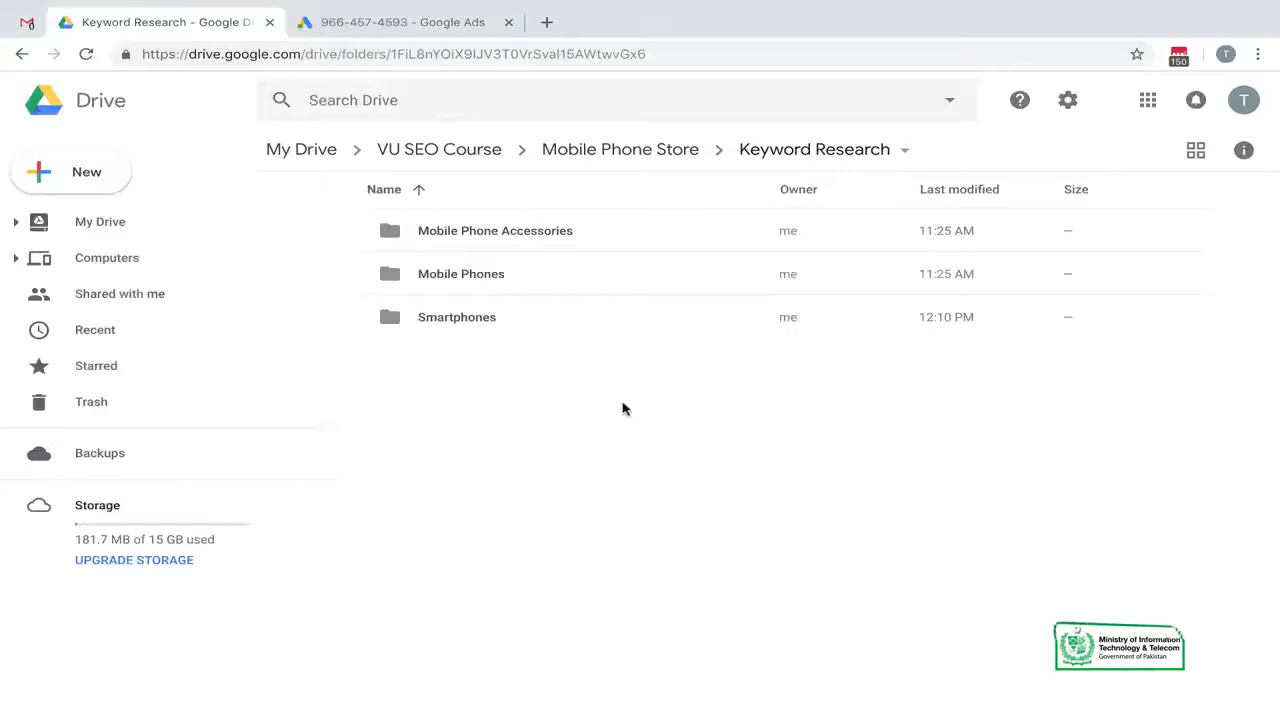 Keyword Research - Google D
966-457-4593 - Google Ads
https://drive.google.com/drive/folders/1FiL8nYOiX9IJV3T0VrSvaI15AWtwvGx6
150
T
Drive
Search Drive
T
My Drive > VU SEO Course > Mobile Phone Store > Keyword Research
New
Name Owner Last modified Size
My Drive
Mobile Phone Accessories me 11:25 AM —
Computers
Mobile Phones me 11:25 AM —
Shared with me
Smartphones me 12:10 PM —
Recent
Starred
Trash
Backups
Storage
181.7 MB of 15 GB used
UPGRADE STORAGE
Ministry of Information
Technology & Telecom
Government of Pakistan